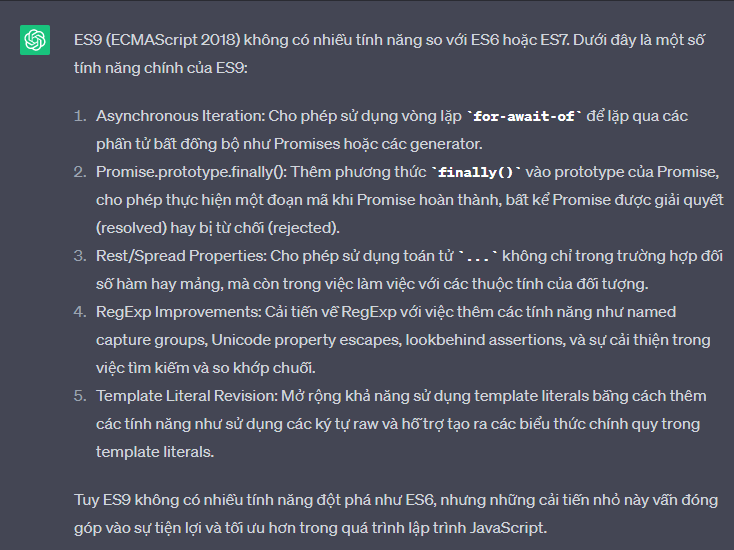 ES9 (ECMAScript 2018) không có nhiều tính năng so với ES6 hoặc ES7. Dưới đây là một số
tính năng chính của ES9:
1. Asynchronous Iteration: Cho phép sử dụng vòng lặp `for-await-of` để lặp qua các
phần tử bất đồng bộ như Promises hoặc các generator.
2. Promise.prototype.finally(): Thêm phương thức `finally()` vào prototype của Promise,
cho phép thực hiện một đoạn mã khi Promise hoàn thành, bất kể Promise được giải quyết
(resolved) hay bị từ chối (rejected).
3. Rest/Spread Properties: Cho phép sử dụng toán tử `...` không chỉ trong trường hợp đối
số hàm hay mảng, mà còn trong việc làm việc với các thuộc tính của đối tượng.
4. RegExp Improvements: Cải tiến về RegExp với việc thêm các tính năng như named
capture groups, Unicode property escapes, lookbehind assertions, và sự cải thiện trong
việc tìm kiếm và so khớp chuỗi.
5. Template Literal Revision: Mở rộng khả năng sử dụng template literals bằng cách thêm
các tính năng như sử dụng các ký tự raw và hỗ trợ tạo ra các biểu thức chính quy trong
template literals.
Tuy ES9 không có nhiều tính năng đột phá như ES6, nhưng những cải tiến nhỏ này vẫn đóng
góp vào sự tiện lợi và tối ưu hơn trong quá trình lập trình JavaScript.